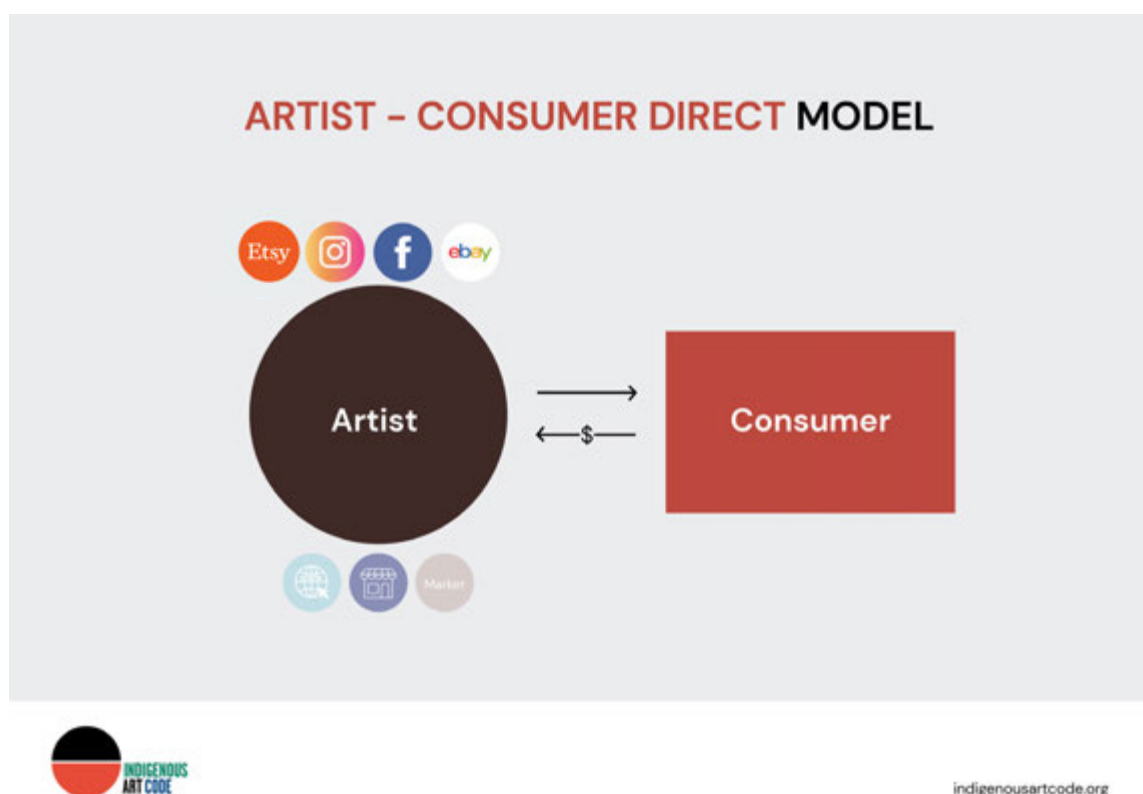 ARTIST – CONSUMER DIRECT MODEL
Etsy
f
ebay
Artist
$
Consumer
Market
INDIGENOUS
ART CODE
indigenousartcode.org